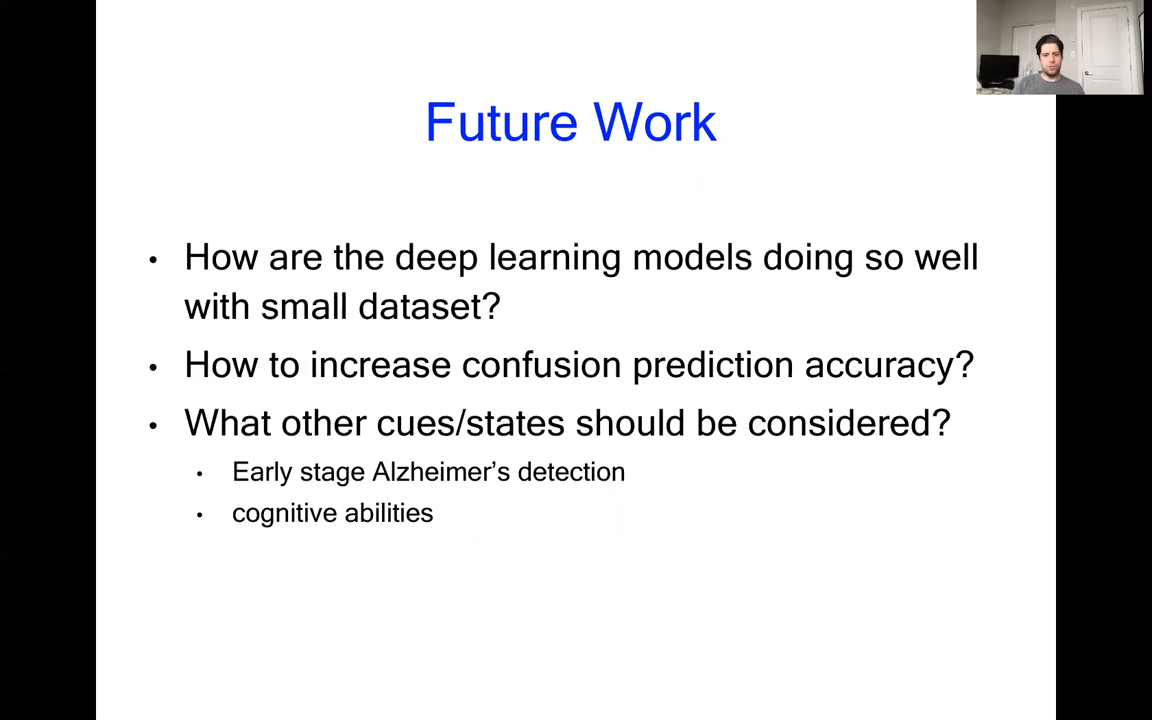 Future Work
• How are the deep learning models doing so well
with small dataset?
• How to increase confusion prediction accuracy?
• What other cues/states should be considered?
• Early stage Alzheimer’s detection
• cognitive abilities